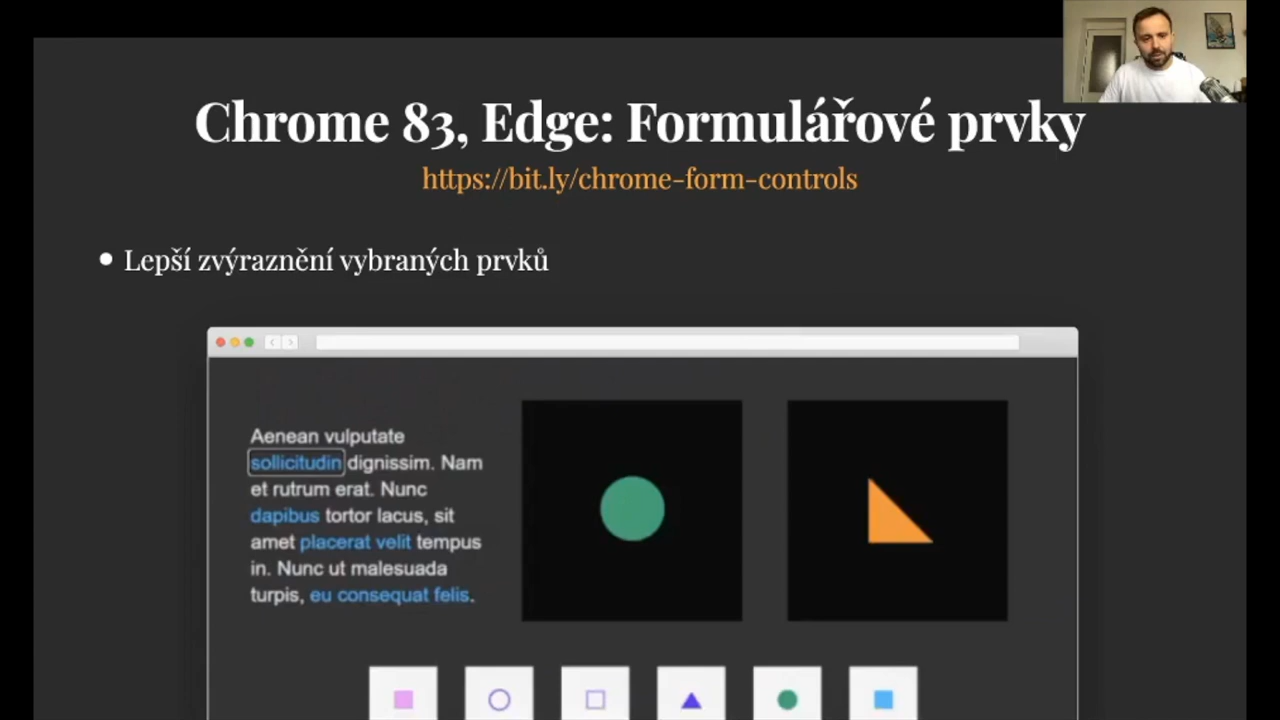 Chrome 83, Edge: Formulářové prvky
https://bit.ly/chrome-form-controls
• Lepší zvýraznění vybraných prvků
Aenean vulputate
sollicitudin dignissim. Nam
et rutrum erat. Nunc
dapibus tortor lacus, sit
amet placerat velit tempus
in. Nunc ut malesuada
turpis, eu consequat felis.